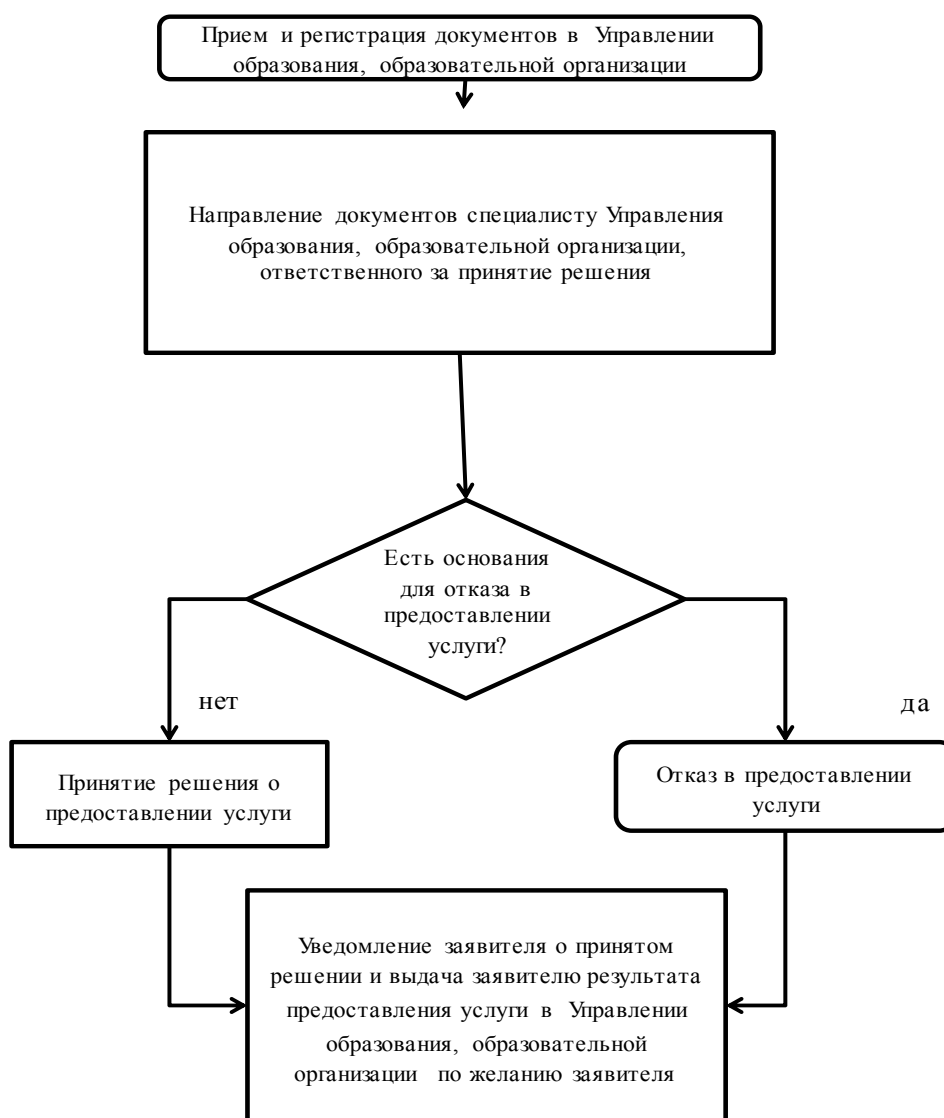 Прием и регистрация документов в Управлении
образования, образовательной организации
Направление документов специалисту Управления
образования, образовательной организации,
ответственного за принятие решения
Есть основания
для отказа в
предоставлении
услуги?
нет
да
Принятие решения о
предоставлении услуги
Отказ в предоставлении
услуги
Уведомление заявителя о принятом
решении и выдача заявителю результата
предоставления услуги в Управлении
образования, образовательной
организации по желанию заявителя